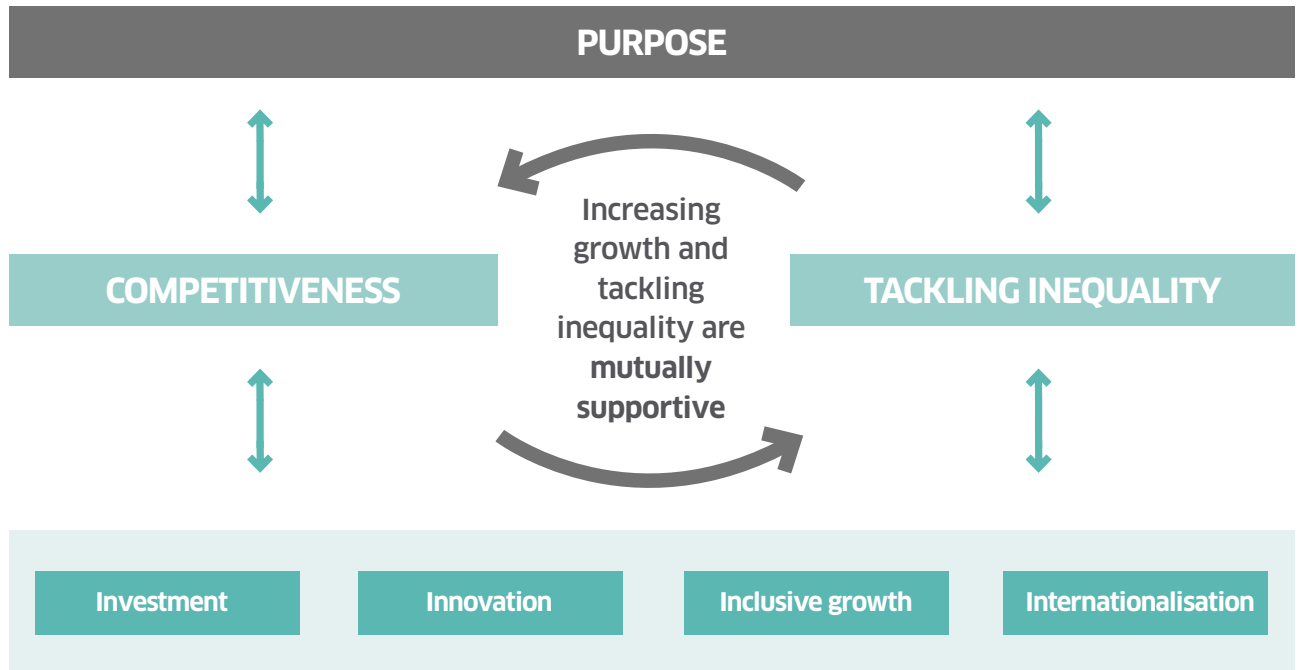 PURPOSE
COMPETITIVENESS
Increasing
growth and
tackling
inequality are
mutually
supportive
TACKLING INEQUALITY
Investment
Innovation
Inclusive growth
Internationalisation